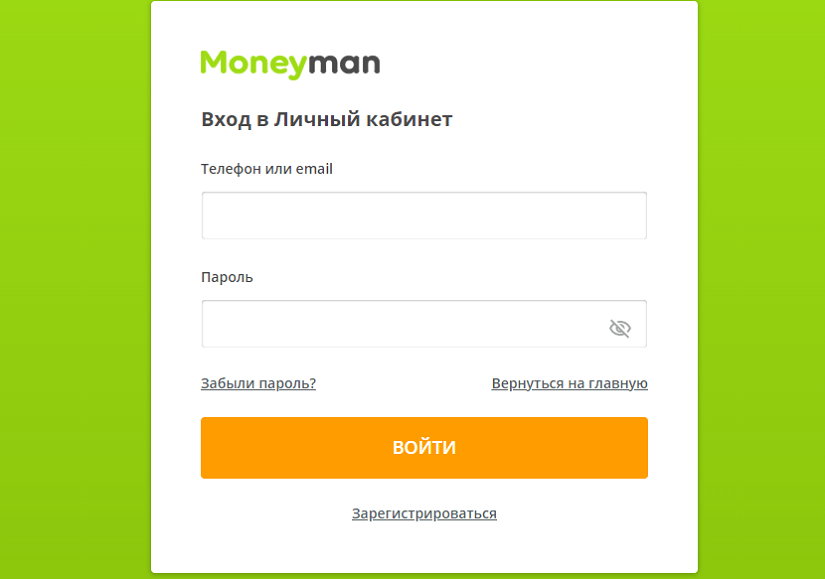 Moneyman
Вход в Личный кабинет
Телефон или email
Пароль
Забыли пароль? Вернуться на главную
ВОЙТИ
Зарегистрироваться